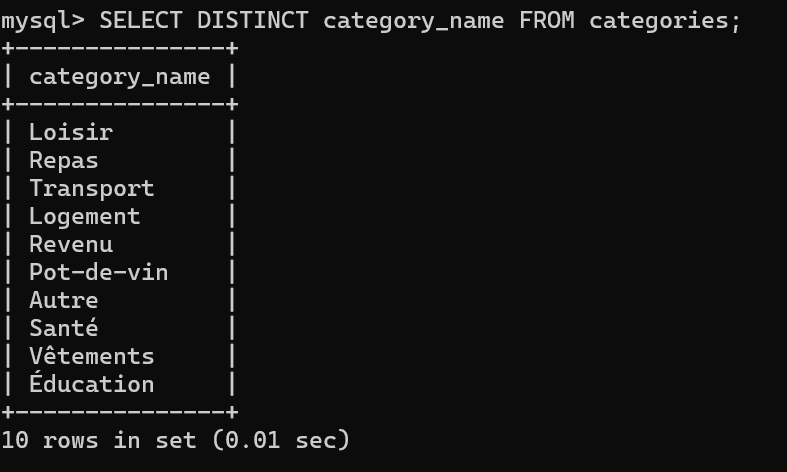 mysql> SELECT DISTINCT category_name FROM categories;
+---------------+
| category_name |
+---------------+
| Loisir        |
| Repas         |
| Transport     |
| Logement      |
| Revenu        |
| Pot-de-vin    |
| Autre         |
| Santé         |
| Vêtements     |
| Éducation     |
+---------------+
10 rows in set (0.01 sec)